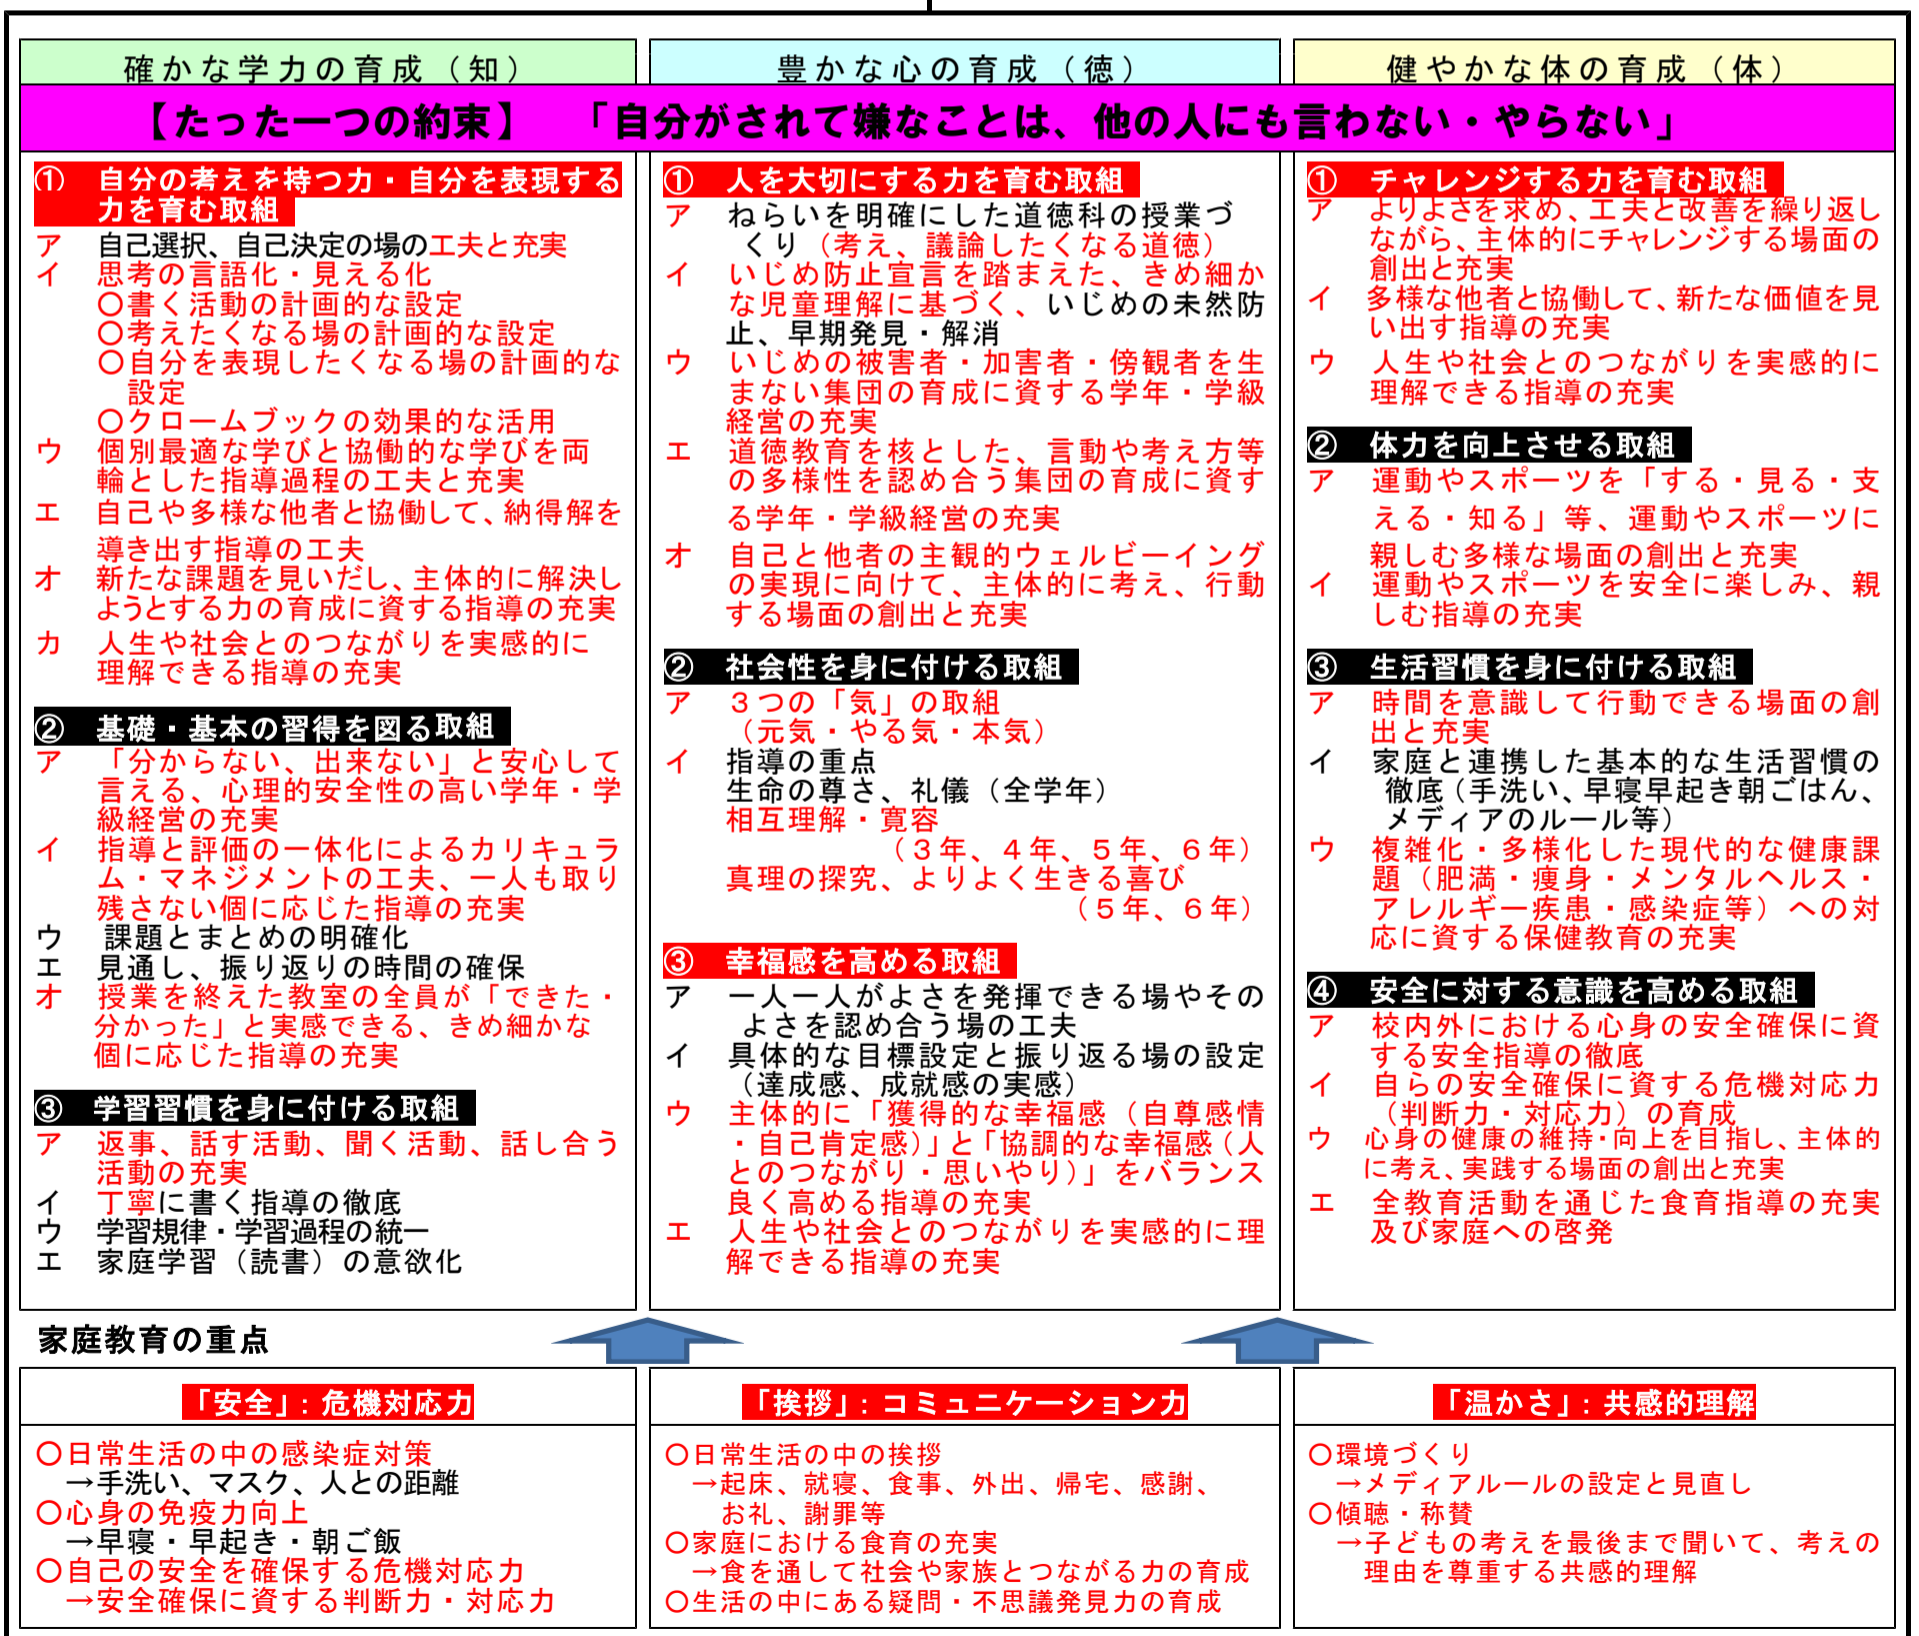 確かな学力の育成（知）
豊かな心の育成（徳）
健やかな体の育成（体）
【たった一つの約束】　「自分がされて嫌なことは、他の人にも言わない・やらない」
①　自分の考えを持つ力・自分を表現する
力を育む取組
ア　自己選択、自己決定の場の工夫と充実
イ　思考の言語化・見える化
〇書く活動の計画的な設定
〇考えたくなる場の計画的な設定
〇自分を表現したくなる場の計画的な
設定
〇クロームブックの効果的な活用
ウ　個別最適な学びと協働的な学びを両
輪とした指導過程の工夫と充実
エ　自己や多様な他者と協働して、納得解を
導き出す指導の工夫
オ　新たな課題を見いだし、主体的に解決し
ようとする力の育成に資する指導の充実
カ　人生や社会とのつながりを実感的に
理解できる指導の充実
②　基礎・基本の習得を図る取組
ア　「分からない、出来ない」と安心して
言える、心理的安全性の高い学年・学
級経営の充実
イ　指導と評価の一体化によるカリキュラ
ム・マネジメントの工夫、一人も取り
残さない個に応じた指導の充実
ウ　課題とまとめの明確化
エ　見通し、振り返りの時間の確保
オ　授業を終えた教室の全員が「できた・
分かった」と実感できる、きめ細かな
個に応じた指導の充実
③　学習習慣を身に付ける取組
ア　返事、話す活動、聞く活動、話し合う
活動の充実
イ　丁寧に書く指導の徹底
ウ　学習規律・学習過程の統一
エ　家庭学習（読書）の意欲化
①　人を大切にする力を育む取組
ア　ねらいを明確にした道徳科の授業づ
くり（考え、議論したくなる道徳）
イ　いじめ防止宣言を踏まえた、きめ細か
な児童理解に基づく、いじめの未然防
止、早期発見・解消
ウ　いじめの被害者・加害者・傍観者を生
まない集団の育成に資する学年・学級
経営の充実
エ　道徳教育を核とした、言動や考え方等
の多様性を認め合う集団の育成に資す
る学年・学級経営の充実
オ　自己と他者の主観的ウェルビーイング
の実現に向けて、主体的に考え、行動
する場面の創出と充実
②　社会性を身に付ける取組
ア　３つの「気」の取組
（元気・やる気・本気）
イ　指導の重点
生命の尊さ、礼儀（全学年）
相互理解・寛容
（３年、４年、５年、６年）
真理の探究、よりよく生きる喜び
（５年、６年）
③　幸福感を高める取組
ア　一人一人がよさを発揮できる場やその
よさを認め合う場の工夫
イ　具体的な目標設定と振り返る場の設定
（達成感、成就感の実感）
ウ　主体的に「獲得的な幸福感（自尊感情
・自己肯定感）」と「協調的な幸福感（人
とのつながり・思いやり）」をバランス
良く高める指導の充実
エ　人生や社会とのつながりを実感的に理
解できる指導の充実
①　チャレンジする力を育む取組
ア　よりよさを求め、工夫と改善を繰り返し
ながら、主体的にチャレンジする場面の
創出と充実
イ　多様な他者と協働して、新たな価値を見
い出す指導の充実
ウ　人生や社会とのつながりを実感的に
理解できる指導の充実
②　体力を向上させる取組
ア　運動やスポーツを「する・見る・支
える・知る」等、運動やスポーツに
親しむ多様な場面の創出と充実
イ　運動やスポーツを安全に楽しみ、親
しむ指導の充実
③　生活習慣を身に付ける取組
ア　時間を意識して行動できる場面の創
出と充実
イ　家庭と連携した基本的な生活習慣の
徹底（手洗い、早寝早起き朝ごはん、
メディアのルール等）
ウ　複雑化・多様化した現代的な健康課
題（肥満・痩身・メンタルヘルス・
アレルギー疾患・感染症等）への対
応に資する保健教育の充実
④　安全に対する意識を高める取組
ア　校内外における心身の安全確保に資
する安全指導の徹底
イ　自らの安全確保に資する危機対応力
（判断力・対応力）の育成
ウ　心身の健康の維持・向上を目指し、主体的
に考え、実践する場面の創出と充実
エ　全教育活動を通じた食育指導の充実
及び家庭への啓発
家庭教育の重点
「安全」：危機対応力
〇日常生活の中の感染症対策
→手洗い、マスク、人との距離
〇心身の免疫力向上
→早寝・早起き・朝ご飯
〇自己の安全を確保する危機対応力
→安全確保に資する判断力・対応力
「挨拶」：コミュニケーション力
〇日常生活の中の挨拶
→起床、就寝、食事、外出、帰宅、感謝、
お礼、謝罪等
〇家庭における食育の充実
→食を通して社会や家族とつながる力の育成
〇生活の中にある疑問・不思議発見力の育成
「温かさ」：共感的理解
〇環境づくり
→メディアルールの設定と見直し
〇傾聴・称賛
→子どもの考えを最後まで聞いて、考えの
理由を尊重する共感的理解